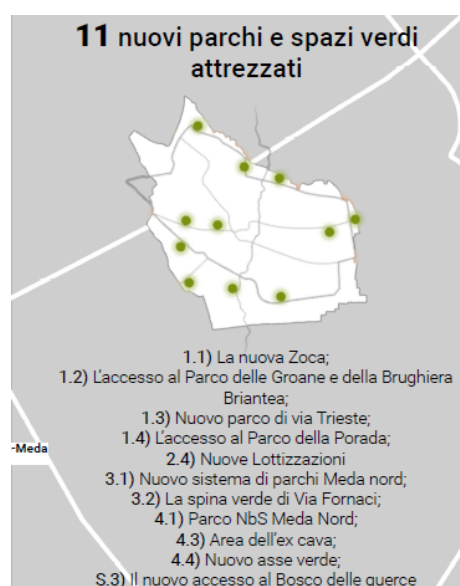 11 nuovi parchi e spazi verdi
attrezzati
1.1) La nuova Zoca;
1.2) L'accesso al Parco delle Groane e della Brughiera
Briantea;
1.3) Nuovo parco di via Trieste;
1.4) L'accesso al Parco della Porada;
-Meda
2.4) Nuove Lottizzazioni
3.1) Nuovo sistema di parchi Meda nord;
3.2) La spina verde di Via Fornaci;
4.1) Parco NbS Meda Nord;
4.3) Area dell'ex cava;
4.4) Nuovo asse verde;
S.3) Il nuovo accesso al Bosco delle querce